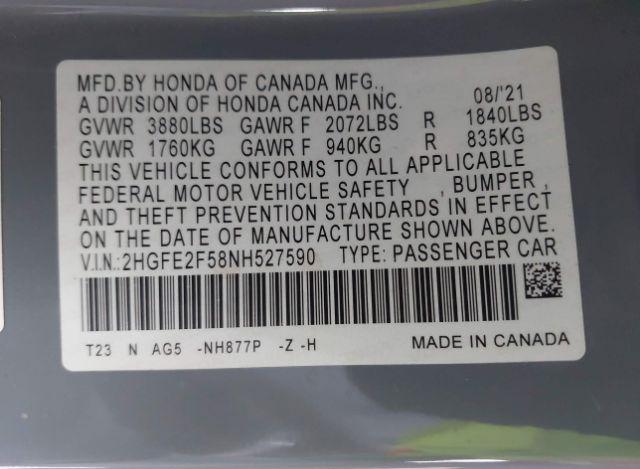 MFD.BY HONDA OF CANADA MFG.,
A DIVISION OF HONDA CANADA INC. 08/'21
GVWR 3880LBS GAWR F 2072LBS R 1840LBS
GVWR 1760KG GAWR F 940KG R 835KG
THIS VEHICLE CONFORMS TO ALL APPLICABLE
FEDERAL MOTOR VEHICLE SAFETY , BUMPER ,
AND THEFT PREVENTION STANDARDS IN EFFECT
ON THE DATE OF MANUFACTURE SHOWN ABOVE.
V.I.N.:2HGFE2F58NH527590 TYPE: PASSENGER CAR
T23 N AG5 -NH877P -Z -H MADE IN CANADA